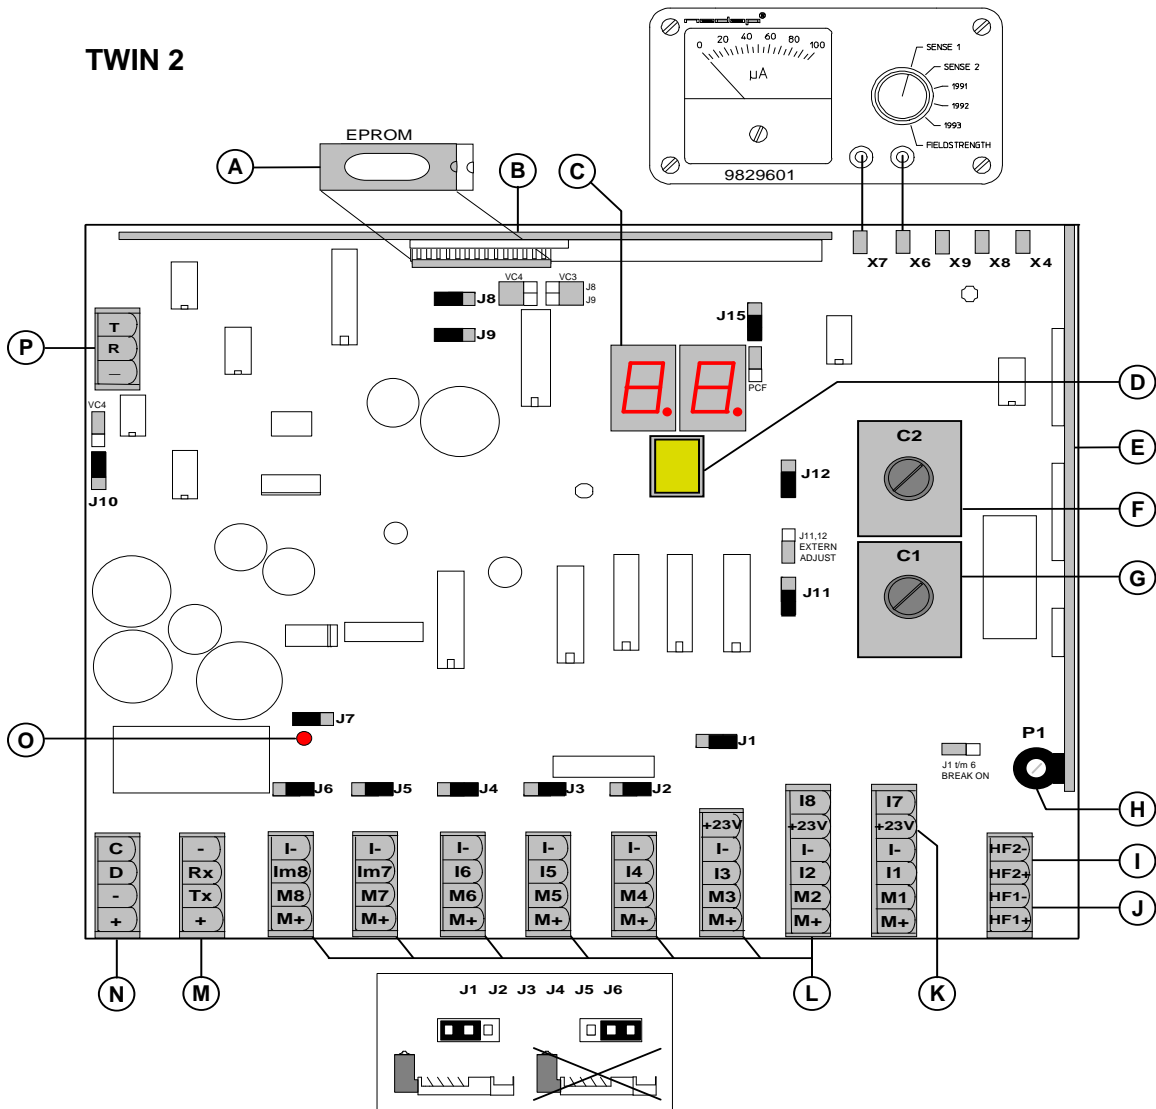 TWIN 2
0 20 40 60 80 100
µA
SENSE 1
SENSE 2
1991
1992
1993
FIELDSTRENGTH
9829601
EPROM
A
B
C
X7 X6 X9 X8 X4
VC4 VC3
J8
J9
J8
J9
J15
PCF
T
R
—
P
VC4
J10
D
E
C2
F
J12
J11,12
EXTERN
ADJUST
C1
G
J11
J7
O
J1
P1
J1 t/m 6
BREAK ON
H
J6 J5 J4 J3 J2
C
D
-
+
-
Rx
Tx
+
I-
Im8
M8
M+
I-
Im7
M7
M+
I-
I6
M6
M+
I-
I5
M5
M+
I-
I4
M4
M+
+23V
I-
I3
M3
M+
I8
+23V
I-
I2
M2
M+
I7
+23V
I-
I1
M1
M+
HF2-
HF2+
HF1-
HF1+
I
J
N
M
L
K
J1 J2 J3 J4 J5 J6